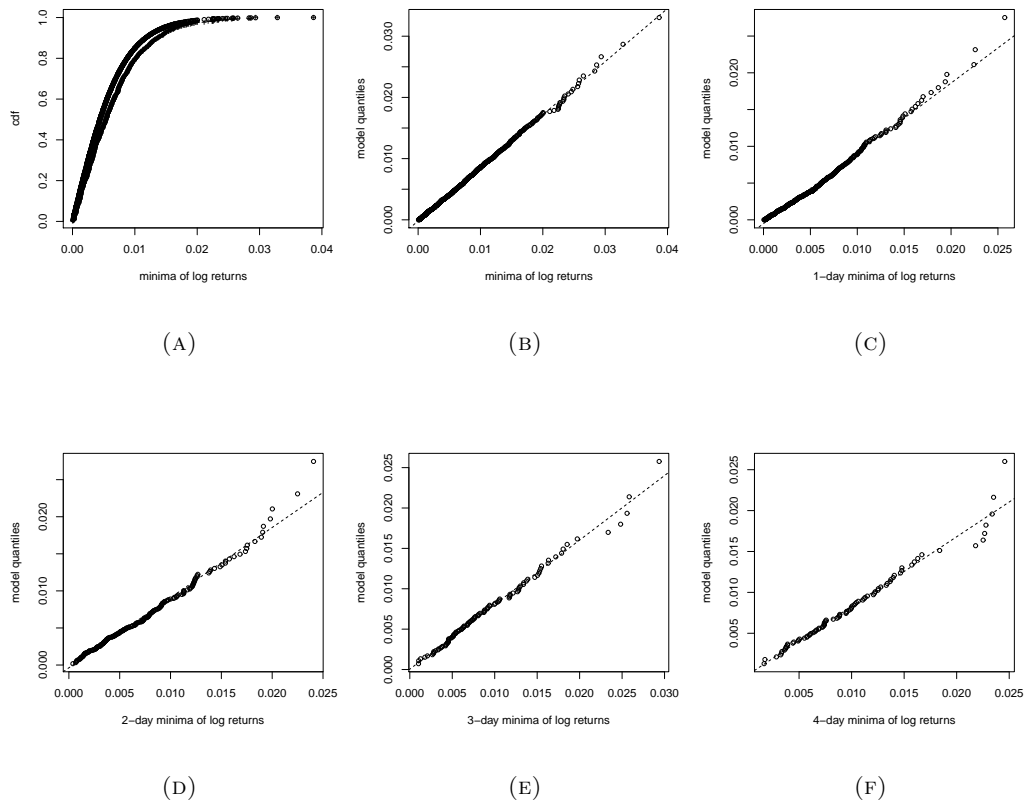 cdf
0.0 0.2 0.4 0.6 0.8 1.0
0.00 0.01 0.02 0.03 0.04
minima of log returns
(A)
model quantiles
0.000 0.010 0.020 0.030
0.00 0.01 0.02 0.03 0.04
minima of log returns
(B)
model quantiles
0.000 0.010 0.020
0.000 0.005 0.010 0.015 0.020 0.025
1−day minima of log returns
(C)
model quantiles
0.000 0.010 0.020
0.000 0.005 0.010 0.015 0.020 0.025
2−day minima of log returns
(D)
model quantiles
0.000 0.005 0.010 0.015 0.020 0.025
0.000 0.005 0.010 0.015 0.020 0.025 0.030
3−day minima of log returns
(E)
model quantiles
0.005 0.010 0.015 0.020 0.025
0.005 0.010 0.015 0.020 0.025
4−day minima of log returns
(F)